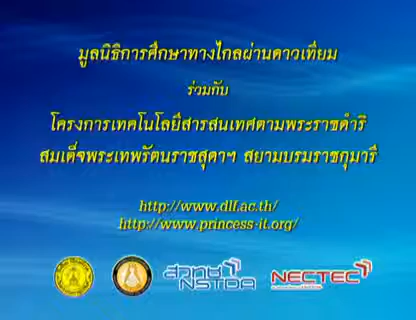 มูลนิธิการศึกษาทางไกลผ่านดาวเทียม
ร่วมกับ
โครงการเทคโนโลยีสารสนเทศตามพระราชดำริ
สมเด็จพระเทพรัตนราชสุดาฯ สยามบรมราชกุมารี
http://www.dlf.ac.th/
http://www.princess-it.org/
สวทช
NSTDA
NECTEC